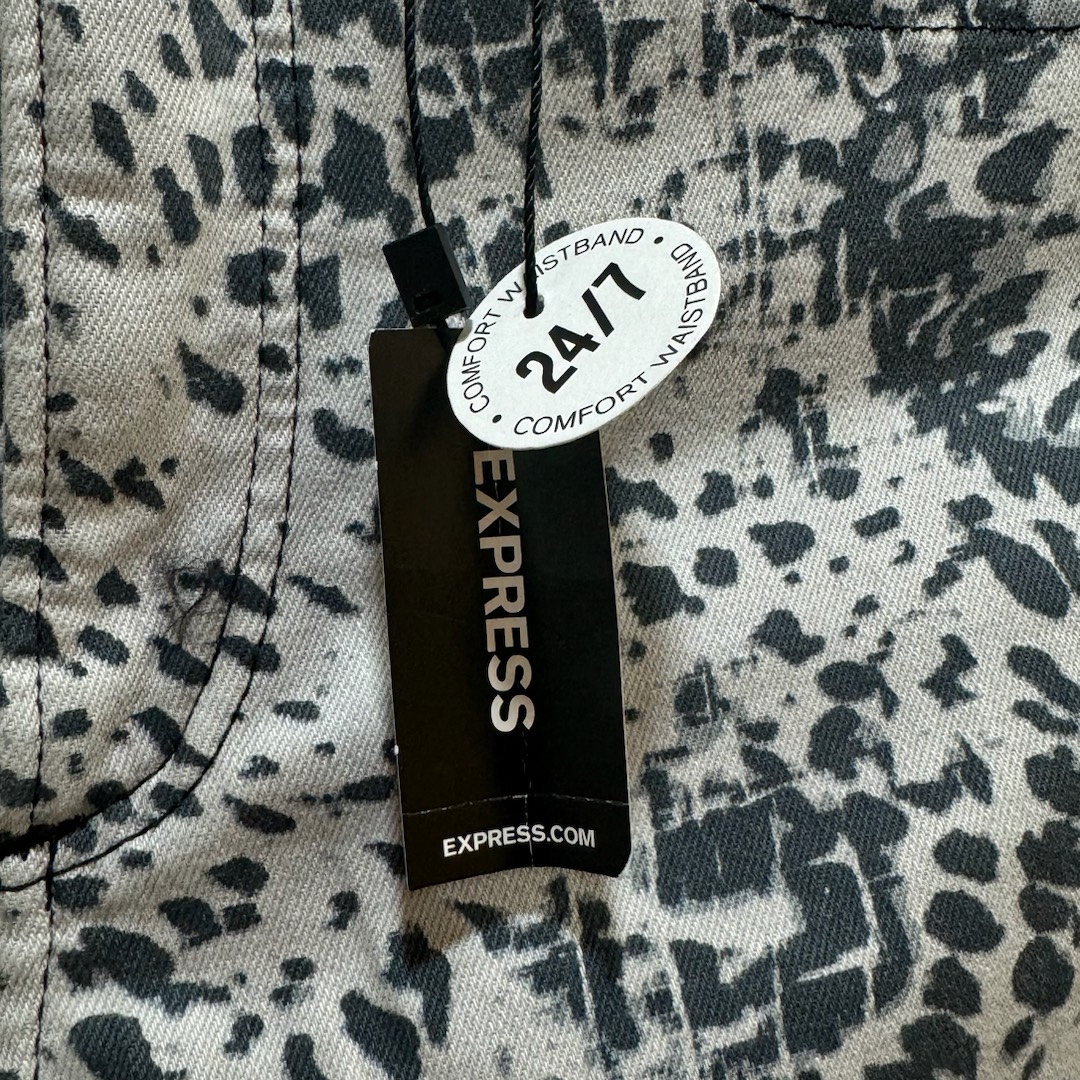 COMFORT WAISTBAND •
24/7
COMFORT WAISTBAND •
EXPRESS
EXPRESS.COM